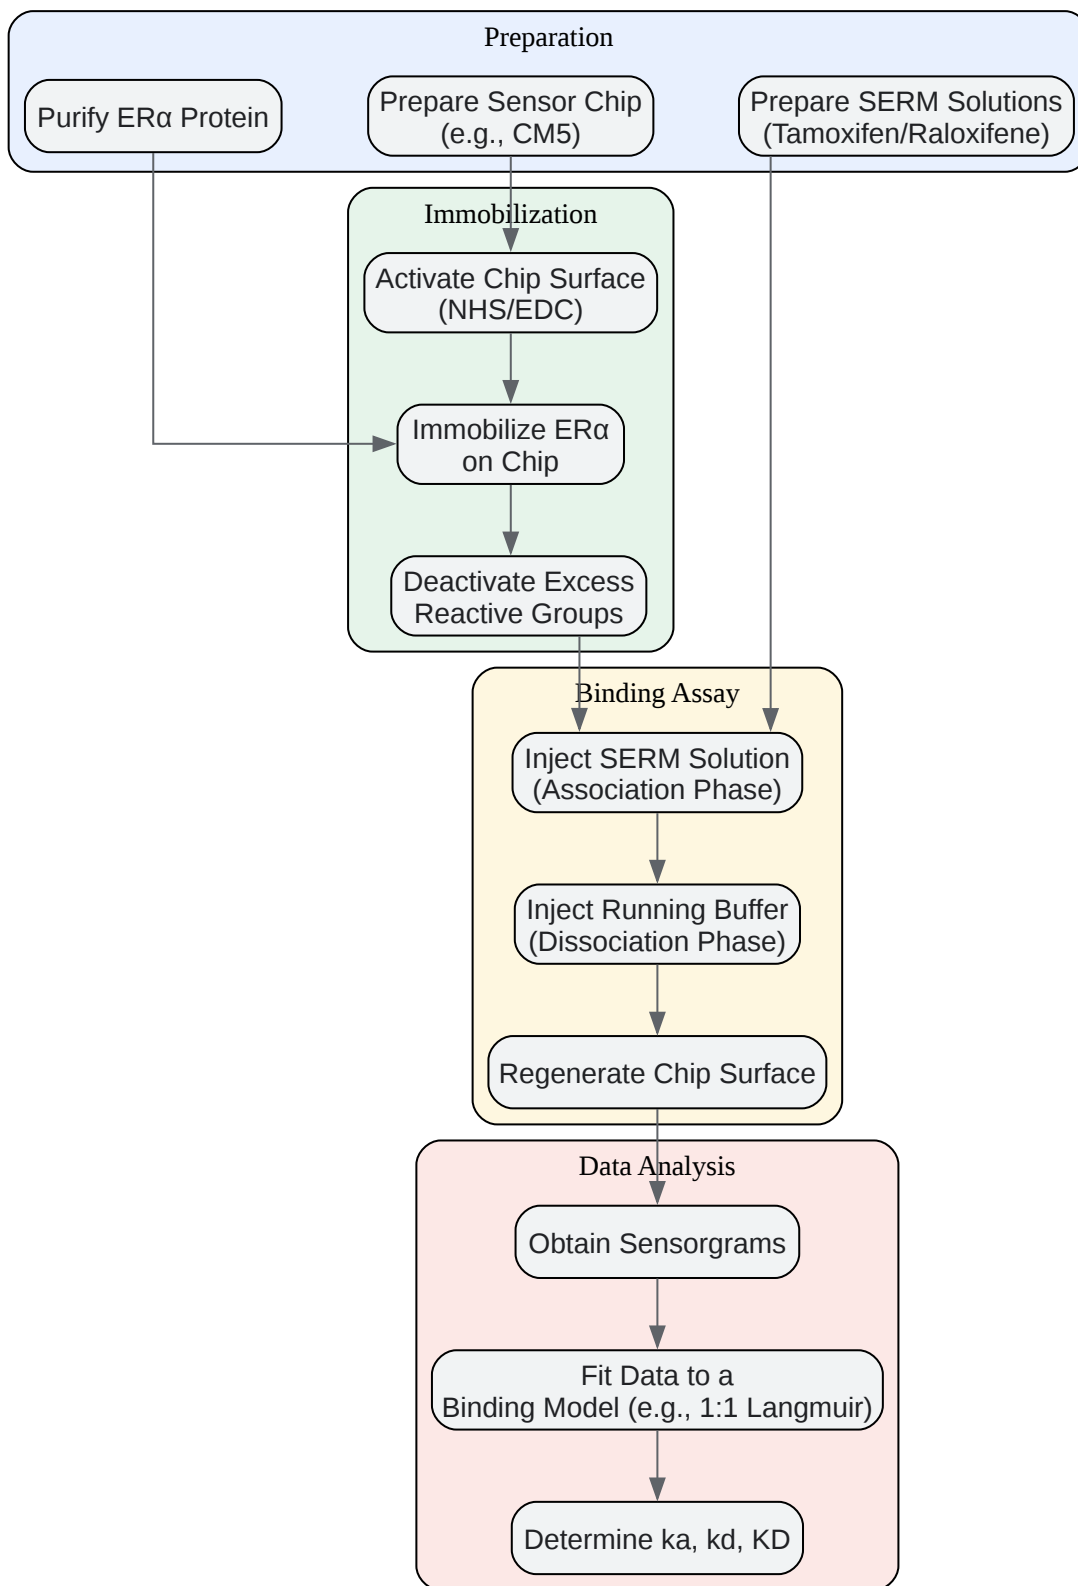 Preparation
Purify ERα Protein
Prepare Sensor Chip
(e.g., CM5)
Prepare SERM Solutions
(Tamoxifen/Raloxifene)
Immobilization
Activate Chip Surface
(NHS/EDC)
Immobilize ERα
on Chip
Deactivate Excess
Reactive Groups
Binding Assay
Inject SERM Solution
(Association Phase)
Inject Running Buffer
(Dissociation Phase)
Regenerate Chip Surface
Data Analysis
Obtain Sensorgrams
Fit Data to a
Binding Model (e.g., 1:1 Langmuir)
Determine ka, kd, KD